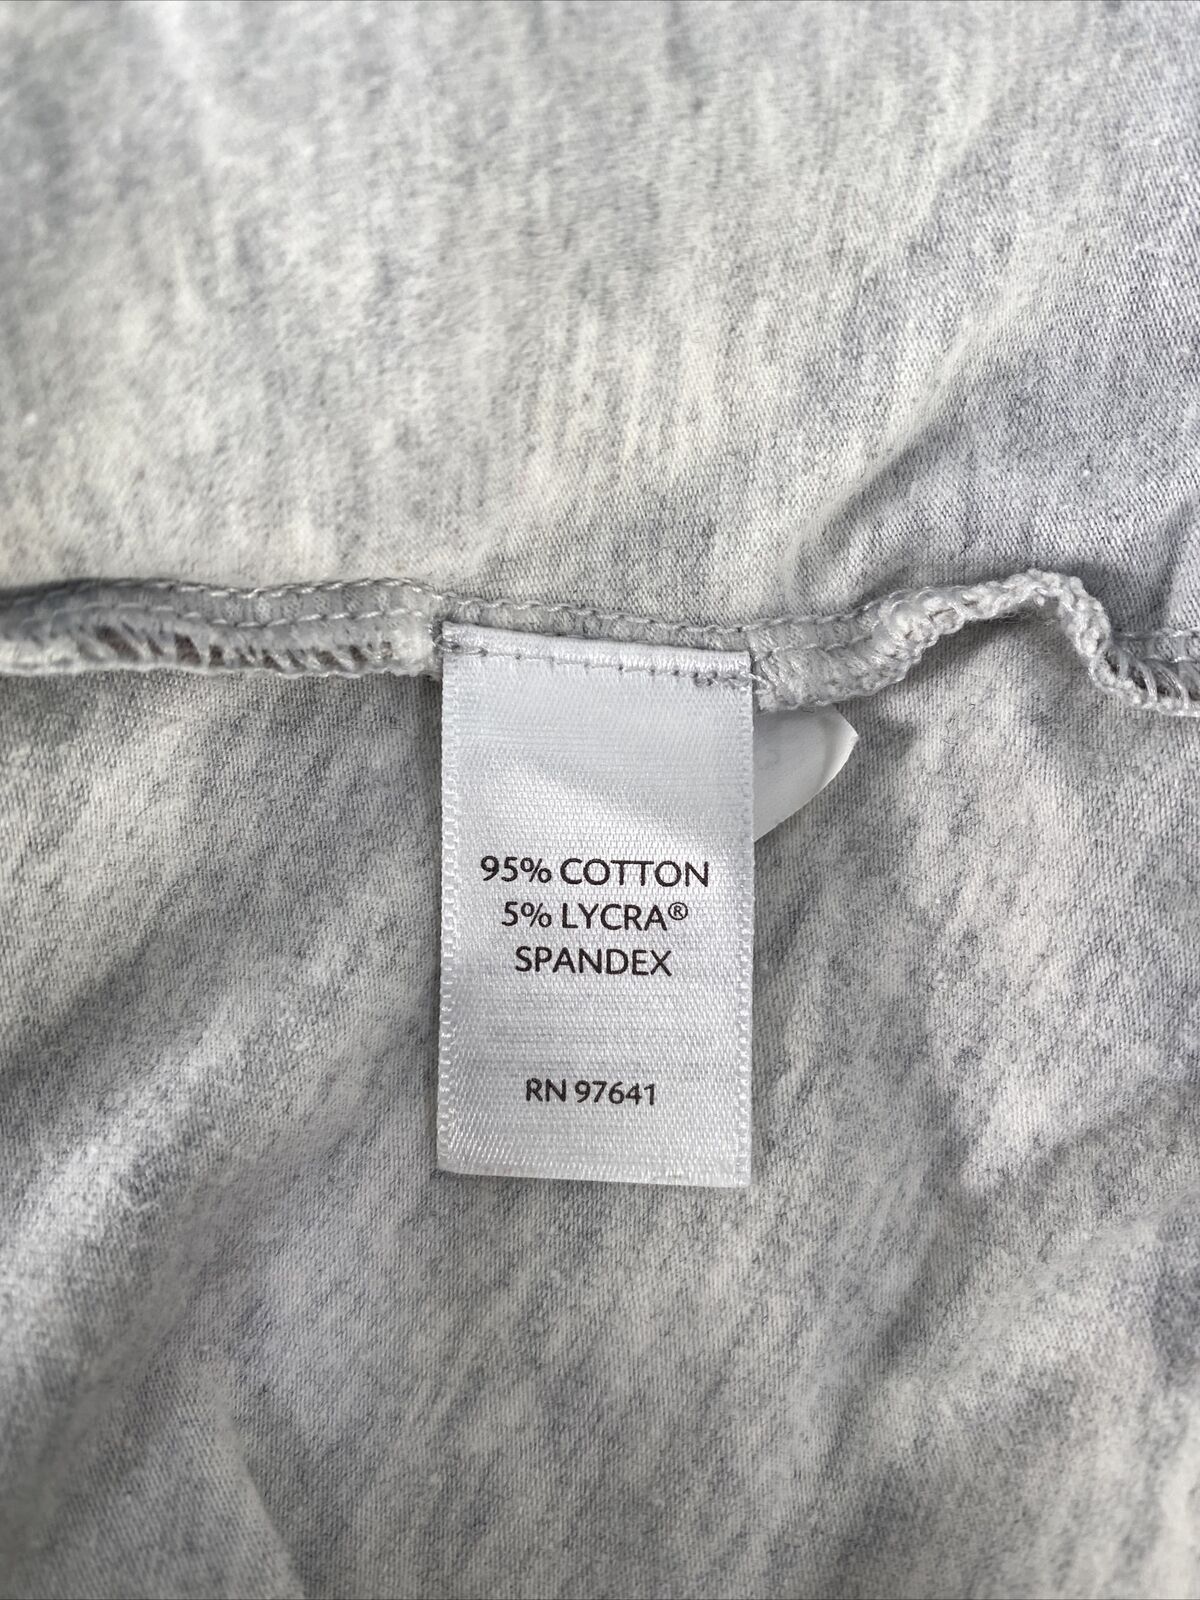 95% COTTON
5% LYCRA®
SPANDEX
RN 97641